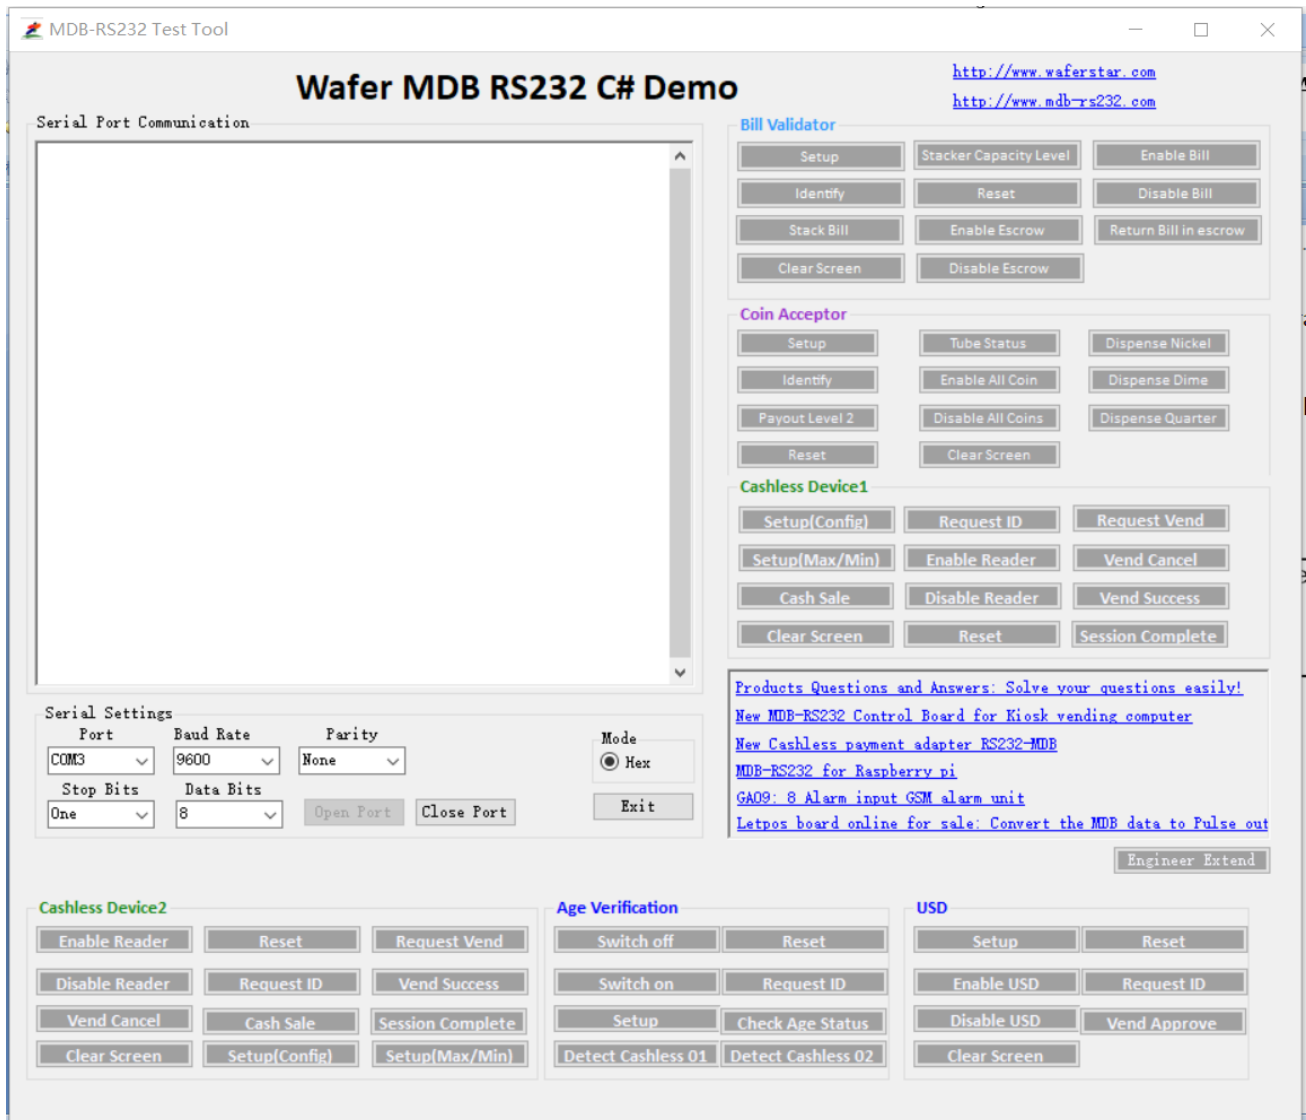 MDB-RS232 Test Tool
Wafer MDB RS232 C# Demo
http://www.waferstar.com
http://www.mdb-rs232.com
Serial Port Communication
Bill Validator
Setup
Stacker Capacity Level
Enable Bill
Identify
Reset
Disable Bill
Stack Bill
Enable Escrow
Return Bill in escrow
Clear Screen
Disable Escrow
Coin Acceptor
Setup
Tube Status
Dispense Nickel
Identify
Enable All Coin
Dispense Dime
Payout Level 2
Disable All Coins
Dispense Quarter
Reset
Clear Screen
Cashless Device1
Setup(Config)
Request ID
Request Vend
Setup(Max/Min)
Enable Reader
Vend Cancel
Cash Sale
Disable Reader
Vend Success
Clear Screen
Reset
Session Complete
Products Questions and Answers: Solve your questions easily!
New MDB-RS232 Control Board for Kiosk vending computer
New Cashless payment adapter RS232-MDB
MDB-RS232 for Raspberry pi
GA09: 8 Alarm input GSM alarm unit
Letpos board online for sale: Convert the MDB data to Pulse out
Serial Settings
Port
Baud Rate
Parity
COM3
9600
None
Stop Bits
Data Bits
One
8
Open Port
Close Port
Mode
Hex
Exit
Engineer Extend
Cashless Device2
Enable Reader
Reset
Request Vend
Disable Reader
Request ID
Vend Success
Vend Cancel
Cash Sale
Session Complete
Clear Screen
Setup(Config)
Setup(Max/Min)
Age Verification
Switch off
Reset
Switch on
Request ID
Setup
Check Age Status
Detect Cashless 01
Detect Cashless 02
USD
Setup
Reset
Enable USD
Request ID
Disable USD
Vend Approve
Clear Screen